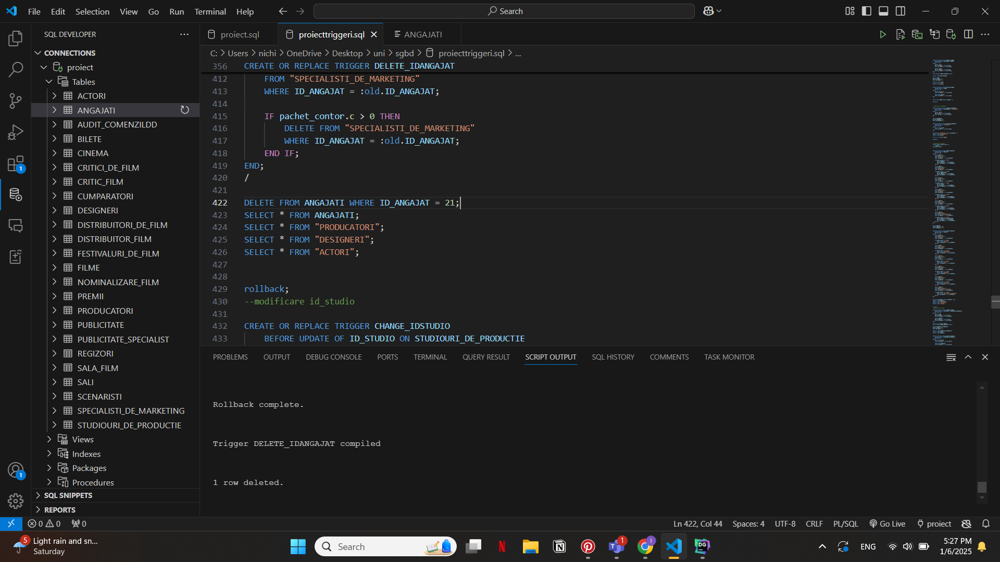 File Edit Selection View Go Run Terminal Help
Search
SQL DEVELOPER
CONNECTIONS
proiect
Tables
ACTORI
ANGAJATI
AUDIT_COMENZILDD
BILETE
CINEMA
CRITICI_DE_FILM
CRITIC_FILM
CUMPARATORI
DESIGNERI
DISTRIBUITORI_DE_FILM
DISTRIBUITOR_FILM
FESTIVALURI_DE_FILM
FILME
NOMINALIZARE_FILM
PREMII
PRODUCATORI
PUBLICITATE
PUBLICITATE_SPECIALIST
REGIZORI
SALA_FILM
SALI
SCENARISTI
SPECIALISTI_DE_MARKETING
STUDIOURI_DE_PRODUCTIE
Views
Indexes
Packages
Procedures
SQL SNIPPETS
REPORTS
1
1
proiect.sql proiecttriggeri.sql ANGAJATI
C: > Users > nichi > OneDrive > Desktop > uni > sgbd > proiecttriggeri.sql > ...
356 CREATE OR REPLACE TRIGGER DELETE_IDANGAJAT
412 FROM "SPECIALISTI_DE_MARKETING"
413 WHERE ID_ANGAJAT = :old.ID_ANGAJAT;
414
415 IF pachet_contor.c > 0 THEN
416 DELETE FROM "SPECIALISTI_DE_MARKETING"
417 WHERE ID_ANGAJAT = :old.ID_ANGAJAT;
418 END IF;
419 END;
420 /
421
422 DELETE FROM ANGAJATI WHERE ID_ANGAJAT = 21;
423 SELECT * FROM ANGAJATI;
424 SELECT * FROM "PRODUCATORI";
425 SELECT * FROM "DESIGNERI";
426 SELECT * FROM "ACTORI";
427
428
429 rollback;
430 --modificare id_studio
431
432 CREATE OR REPLACE TRIGGER CHANGE_IDSTUDIO
433 BEFORE UPDATE OF ID_STUDIO ON STUDIOURI_DE_PRODUCTIE
PROBLEMS OUTPUT DEBUG CONSOLE PORTS TERMINAL QUERY RESULT SCRIPT OUTPUT SQL HISTORY COMMENTS TASK MONITOR
Rollback complete.
Trigger DELETE_IDANGAJAT compiled
1 row deleted.
0 0 0 Ln 422, Col 44 Spaces: 4 UTF-8 CRLF PL/SQL Go Live proiect
5 Light rain and sn...
Saturday
Search
N
1
DG
ENG
5:27 PM
1/6/2025